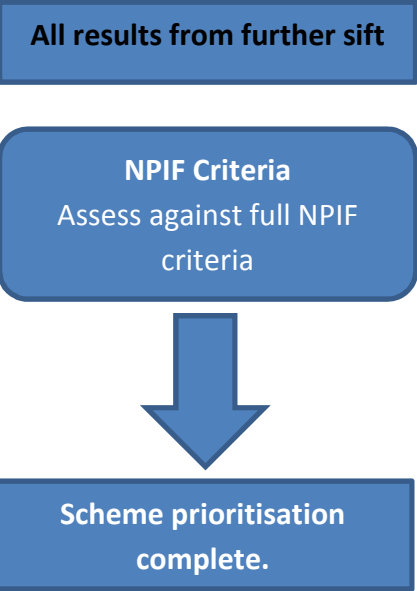 All results from further sift
NPIF Criteria
Assess against full NPIF
criteria
Scheme prioritisation
complete.